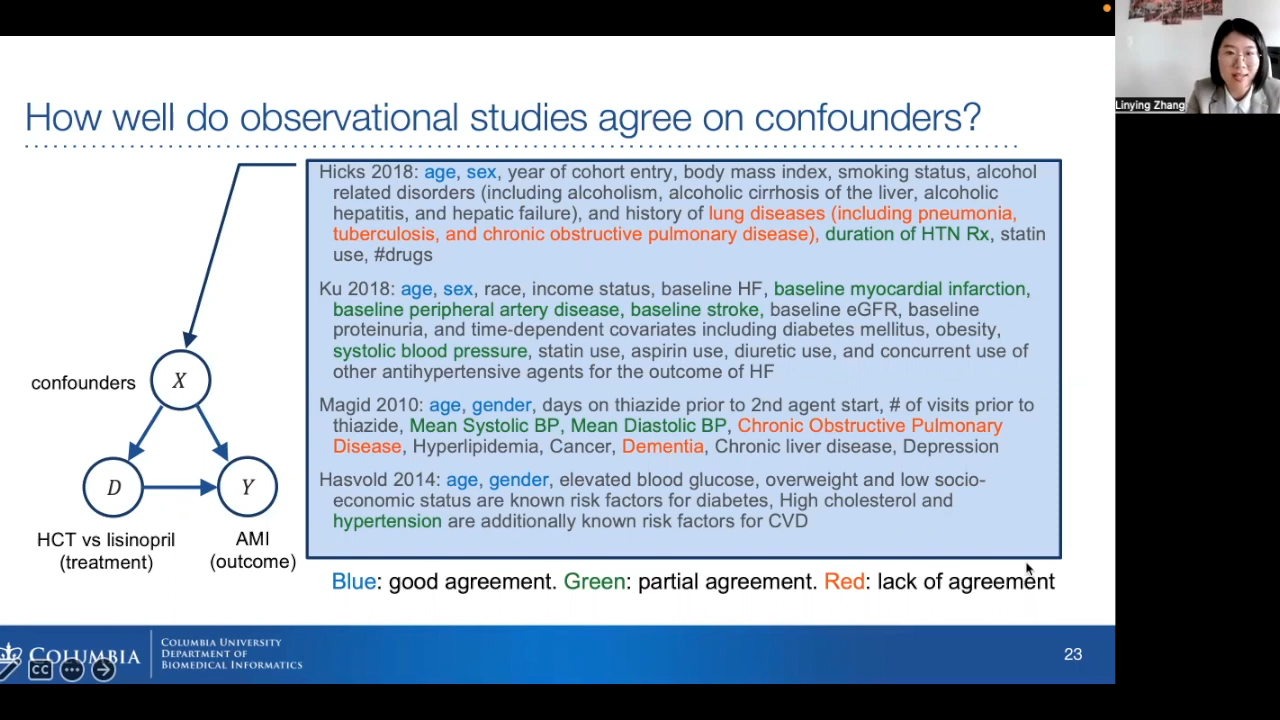 Linying Zhang
How well do observational studies agree on confounders?
Hicks 2018: age, sex, year of cohort entry, body mass index, smoking status, alcohol
related disorders (including alcoholism, alcoholic cirrhosis of the liver, alcoholic
hepatitis, and hepatic failure), and history of lung diseases (including pneumonia,
tuberculosis, and chronic obstructive pulmonary disease), duration of HTN Rx, statin
use, #drugs
Ku 2018: age, sex, race, income status, baseline HF, baseline myocardial infarction,
baseline peripheral artery disease, baseline stroke, baseline eGFR, baseline
proteinuria, and time-dependent covariates including diabetes mellitus, obesity,
systolic blood pressure, statin use, aspirin use, diuretic use, and concurrent use of
other antihypertensive agents for the outcome of HF
Magid 2010: age, gender, days on thiazide prior to 2nd agent start, # of visits prior to
thiazide, Mean Systolic BP, Mean Diastolic BP, Chronic Obstructive Pulmonary
Disease, Hyperlipidemia, Cancer, Dementia, Chronic liver disease, Depression
Hasvold 2014: age, gender, elevated blood glucose, overweight and low socio-
economic status are known risk factors for diabetes, High cholesterol and
hypertension are additionally known risk factors for CVD
confounders
X
D
Y
HCT vs lisinopril
(treatment)
AMI
(outcome)
Blue: good agreement. Green: partial agreement. Red: lack of agreement
COLUMBIA
COLUMBIA UNIVERSITY
DEPARTMENT OF
BIOMEDICAL INFORMATICS
CC
23